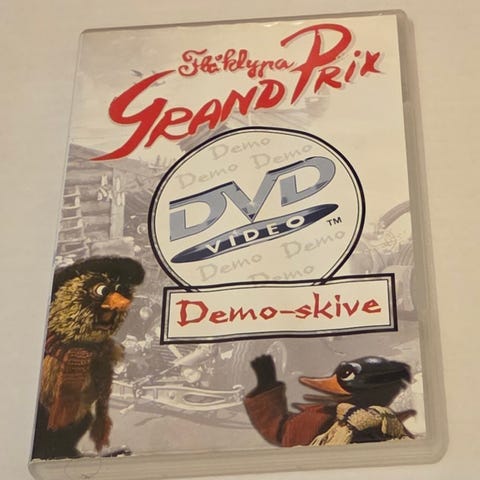 Flåklypa
GRAND PRIX
Demo
Demo Demo
DVD
VIDEO
TM
Demo Demo
Demo
Demo-skive